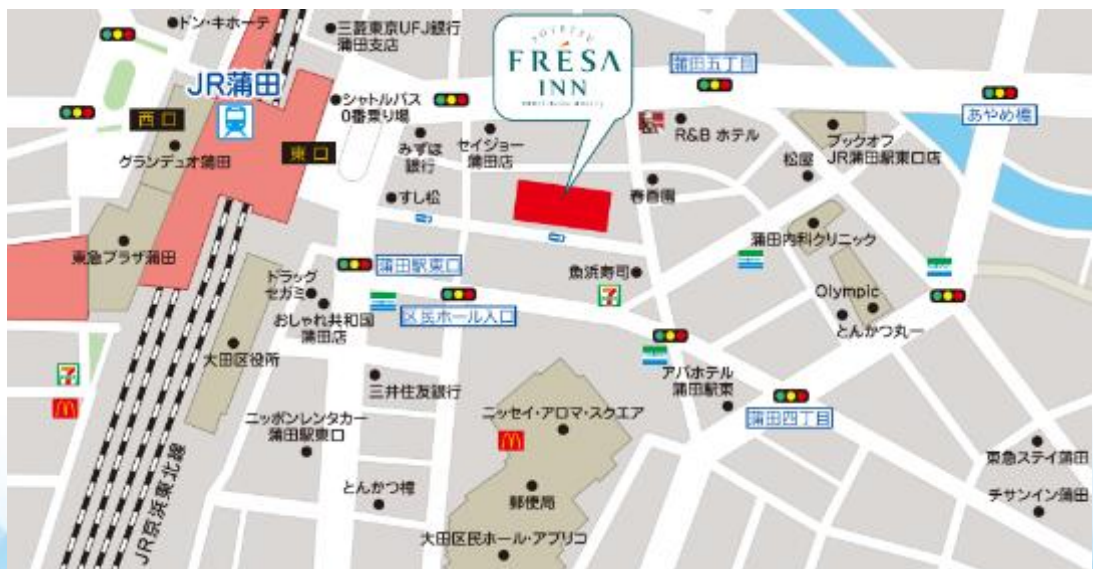 ドン・キホーテ
三菱東京UFJ銀行
蒲田支店
SOTETSU
FRÉSA
INN
蒲田五丁目
JR蒲田
シャトルバス
0番乗り場
あやめ橋
西口
東口
グランデュオ蒲田
みずほ
銀行
セイジョー
蒲田店
R&B ホテル
ブックオフ
JR蒲田駅東口店
松屋
すし松
春香園
東急プラザ蒲田
蒲田内科クリニック
蒲田駅東口
魚浜寿司
ドラッグ
セガミ
おしゃれ共和国
蒲田店
区民ホール入口
Olympic
とんかつ丸一
大田区役所
アパホテル
蒲田駅東
三井住友銀行
蒲田四丁目
ニッポンレンタカー
蒲田駅東口
ニッセイ・アロマ・スクエア
東急ステイ蒲田
チサンイン蒲田
とんかつ檍
郵便局
大田区民ホール・アプリコ
JR京浜東北線